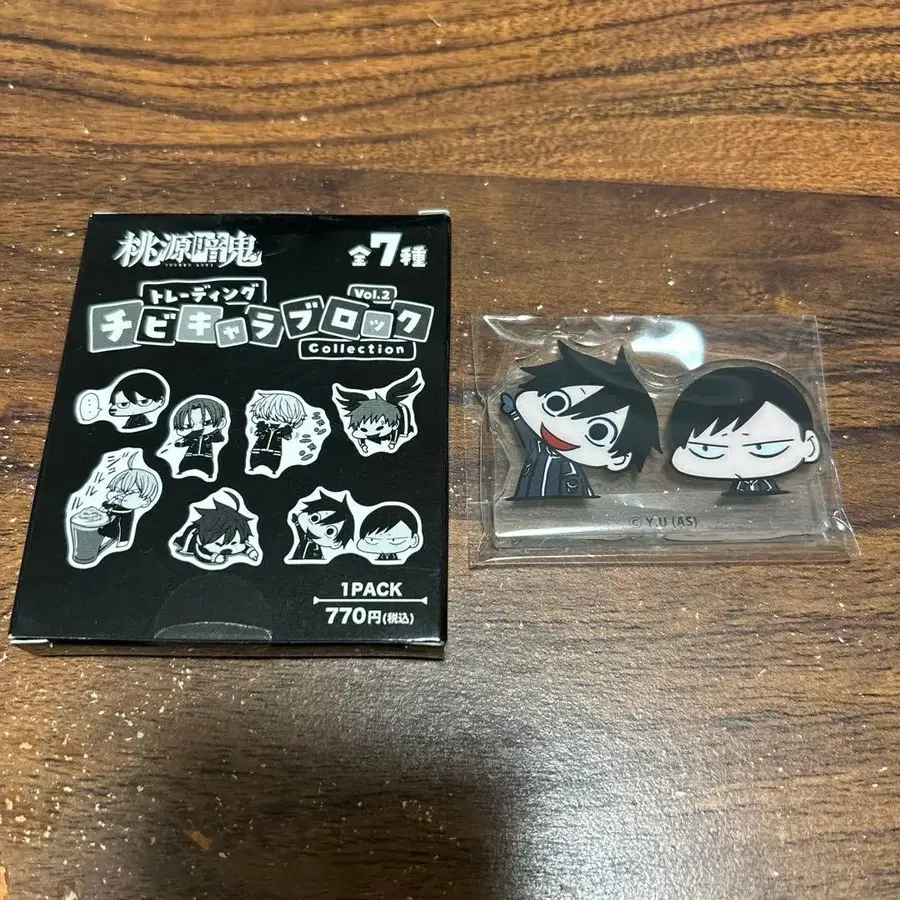 桃源暗鬼
全7種
トレーディング
Vol.2
チビキャラブロック
Collection
...
1PACK
770円(税込)
© Y,U (AS)